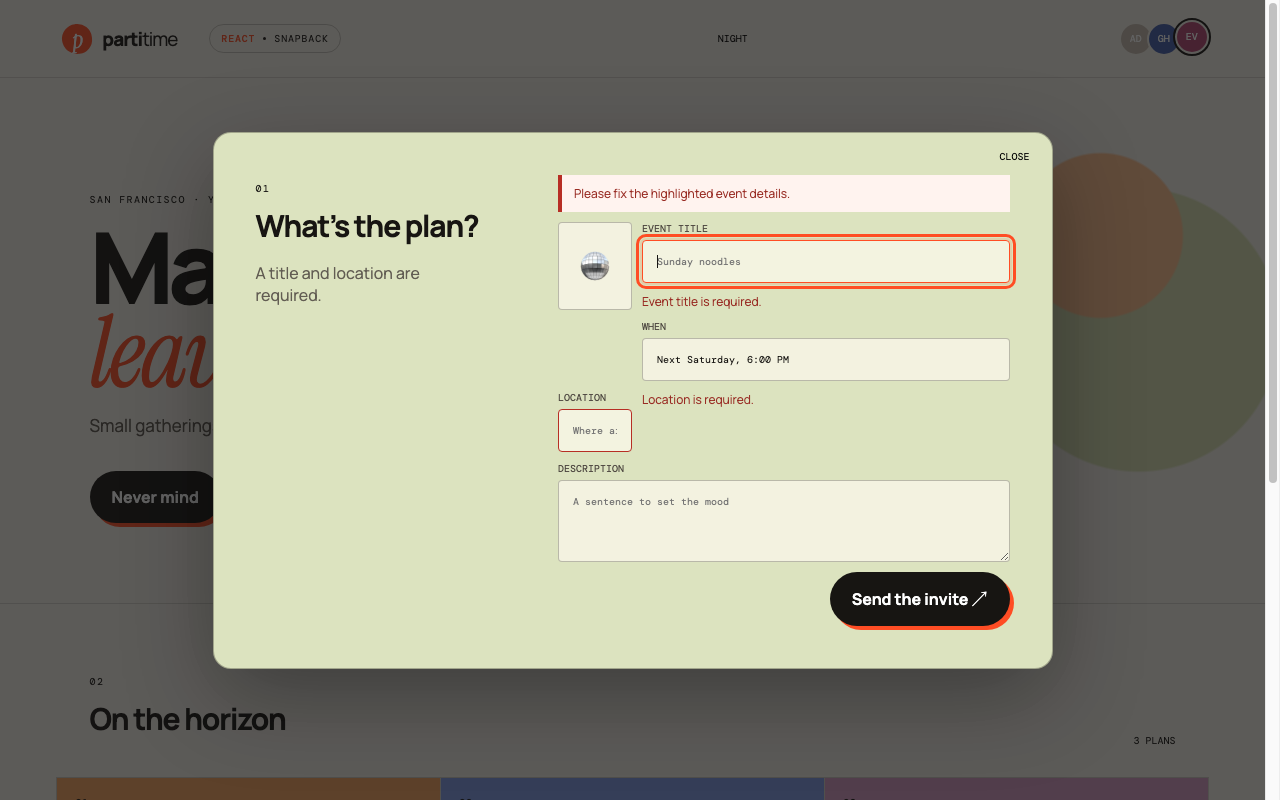 partitime
REACT • SNAPBACK
NIGHT
AD
GH
EV
SAN FRANCISCO · Y
Ma
leav
Small gathering
Never mind
CLOSE
01
What's the plan?
A title and location are
required.
Please fix the highlighted event details.
EVENT TITLE
Sunday noodles
Event title is required.
WHEN
Next Saturday, 6:00 PM
LOCATION
Location is required.
Where a
DESCRIPTION
A sentence to set the mood
Send the invite ↗
02
On the horizon
3 PLANS